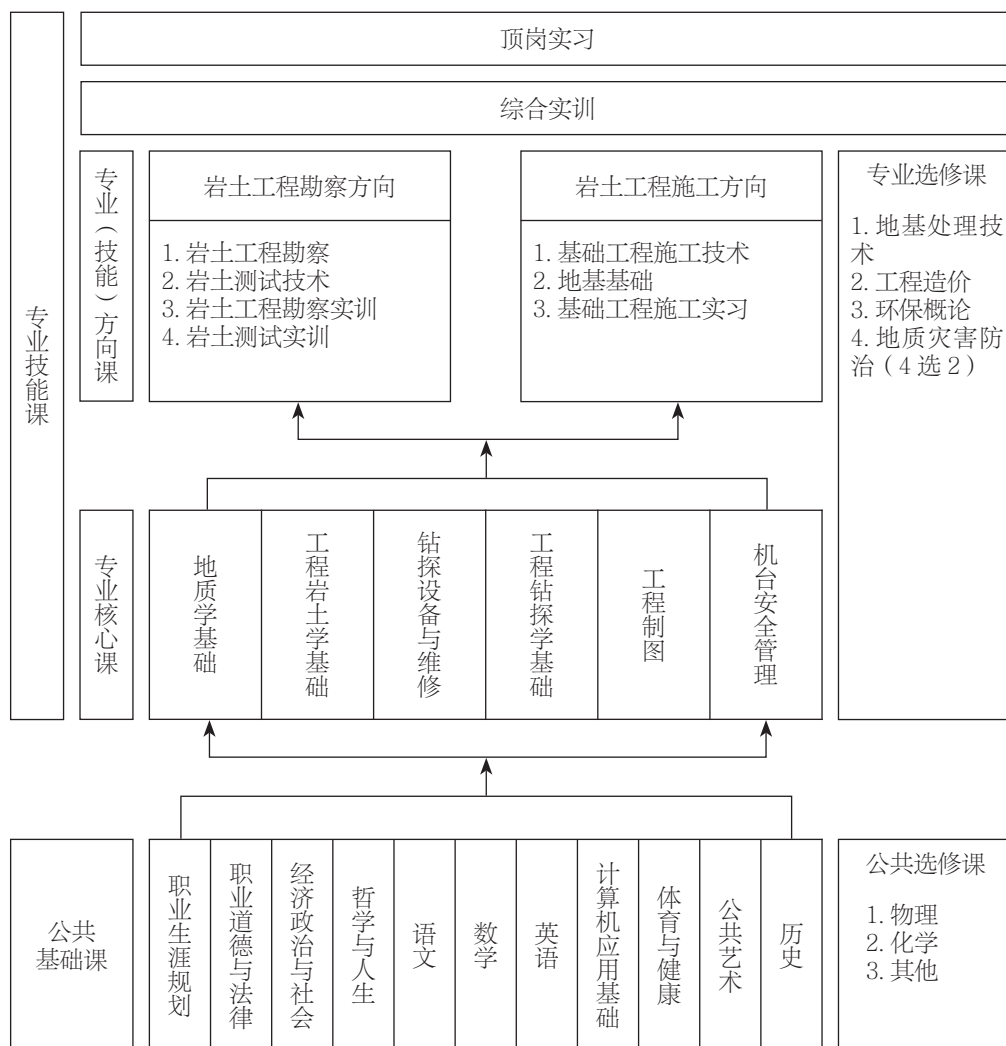 顶岗实习
综合实训
专业技能课
专业（技能）方向课
岩土工程勘察方向
1. 岩土工程勘察
2. 岩土测试技术
3. 岩土工程勘察实训
4. 岩土测试实训
岩土工程施工方向
1. 基础工程施工技术
2. 地基基础
3. 基础工程施工实习
专业选修课
1. 地基处理技
术
2. 工程造价
3. 环保概论
4. 地质灾害防
治（4 选 2）
专业核心课
地质学基础
工程岩土学基础
钻探设备与维修
工程钻探学基础
工程制图
机台安全管理
公共
基础课
职业生涯规划
职业道德与法律
经济政治与社会
哲学与人生
语文
数学
英语
计算机应用基础
体育与健康
公共艺术
历史
公共选修课
1. 物理
2. 化学
3. 其他